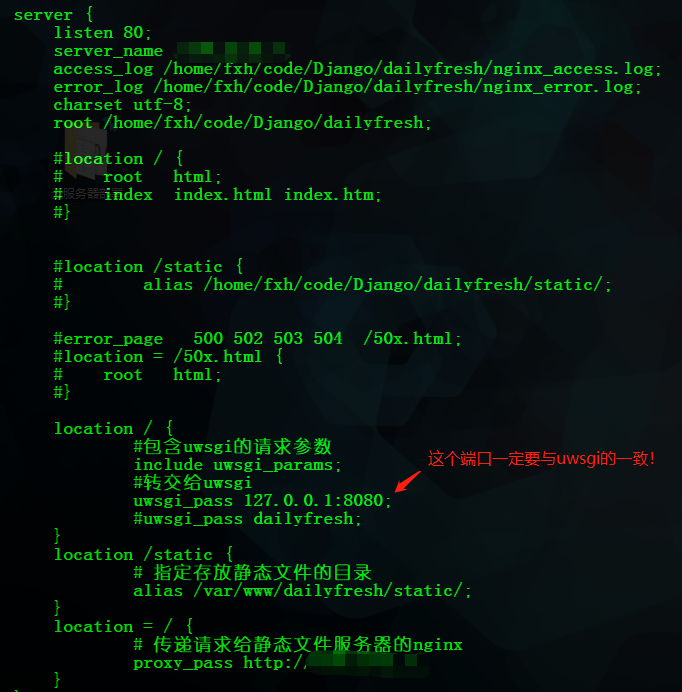 server {
listen 80;
server_name
access_log /home/fxh/code/Django/dailyfresh/nginx_access.log;
error_log /home/fxh/code/Django/dailyfresh/nginx_error.log;
charset utf-8;
root /home/fxh/code/Django/dailyfresh;
#location / {
#    root   html;
#    index  index.html index.htm;
#}
#location /static {
#        alias /home/fxh/code/Django/dailyfresh/static/;
#}
#error_page   500 502 503 504  /50x.html;
#location = /50x.html {
#    root   html;
#}
location / {
#包含uwsgi的请求参数
include uwsgi_params;
#转交给uwsgi
uwsgi_pass 127.0.0.1:8080;
这个端口一定要与uwsgi的一致！
#uwsgi_pass dailyfresh;
}
location /static {
# 指定存放静态文件的目录
alias /var/www/dailyfresh/static/;
}
location = / {
# 传递请求给静态文件服务器的nginx
proxy_pass http:/
}